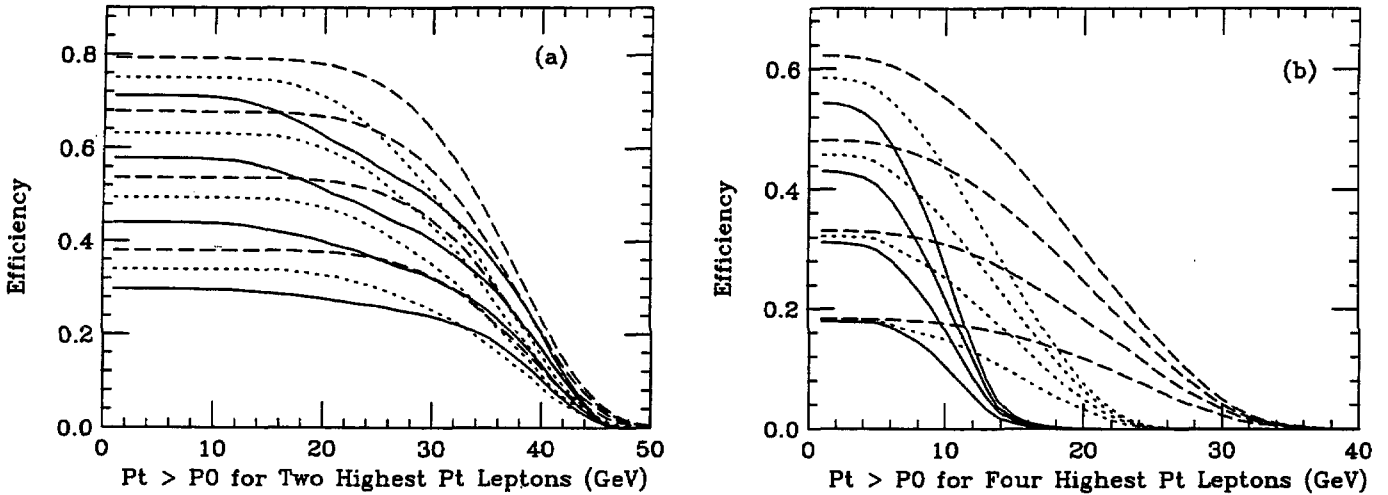 (a)
Efficiency
0.8
0.6
0.4
0.2
0.0
0 10 20 30 40 50
Pt > P0 for Two Highest Pt Leptons (GeV)
(b)
Efficiency
0.6
0.4
0.2
0.0
0 10 20 30 40
Pt > P0 for Four Highest Pt Leptons (GeV)